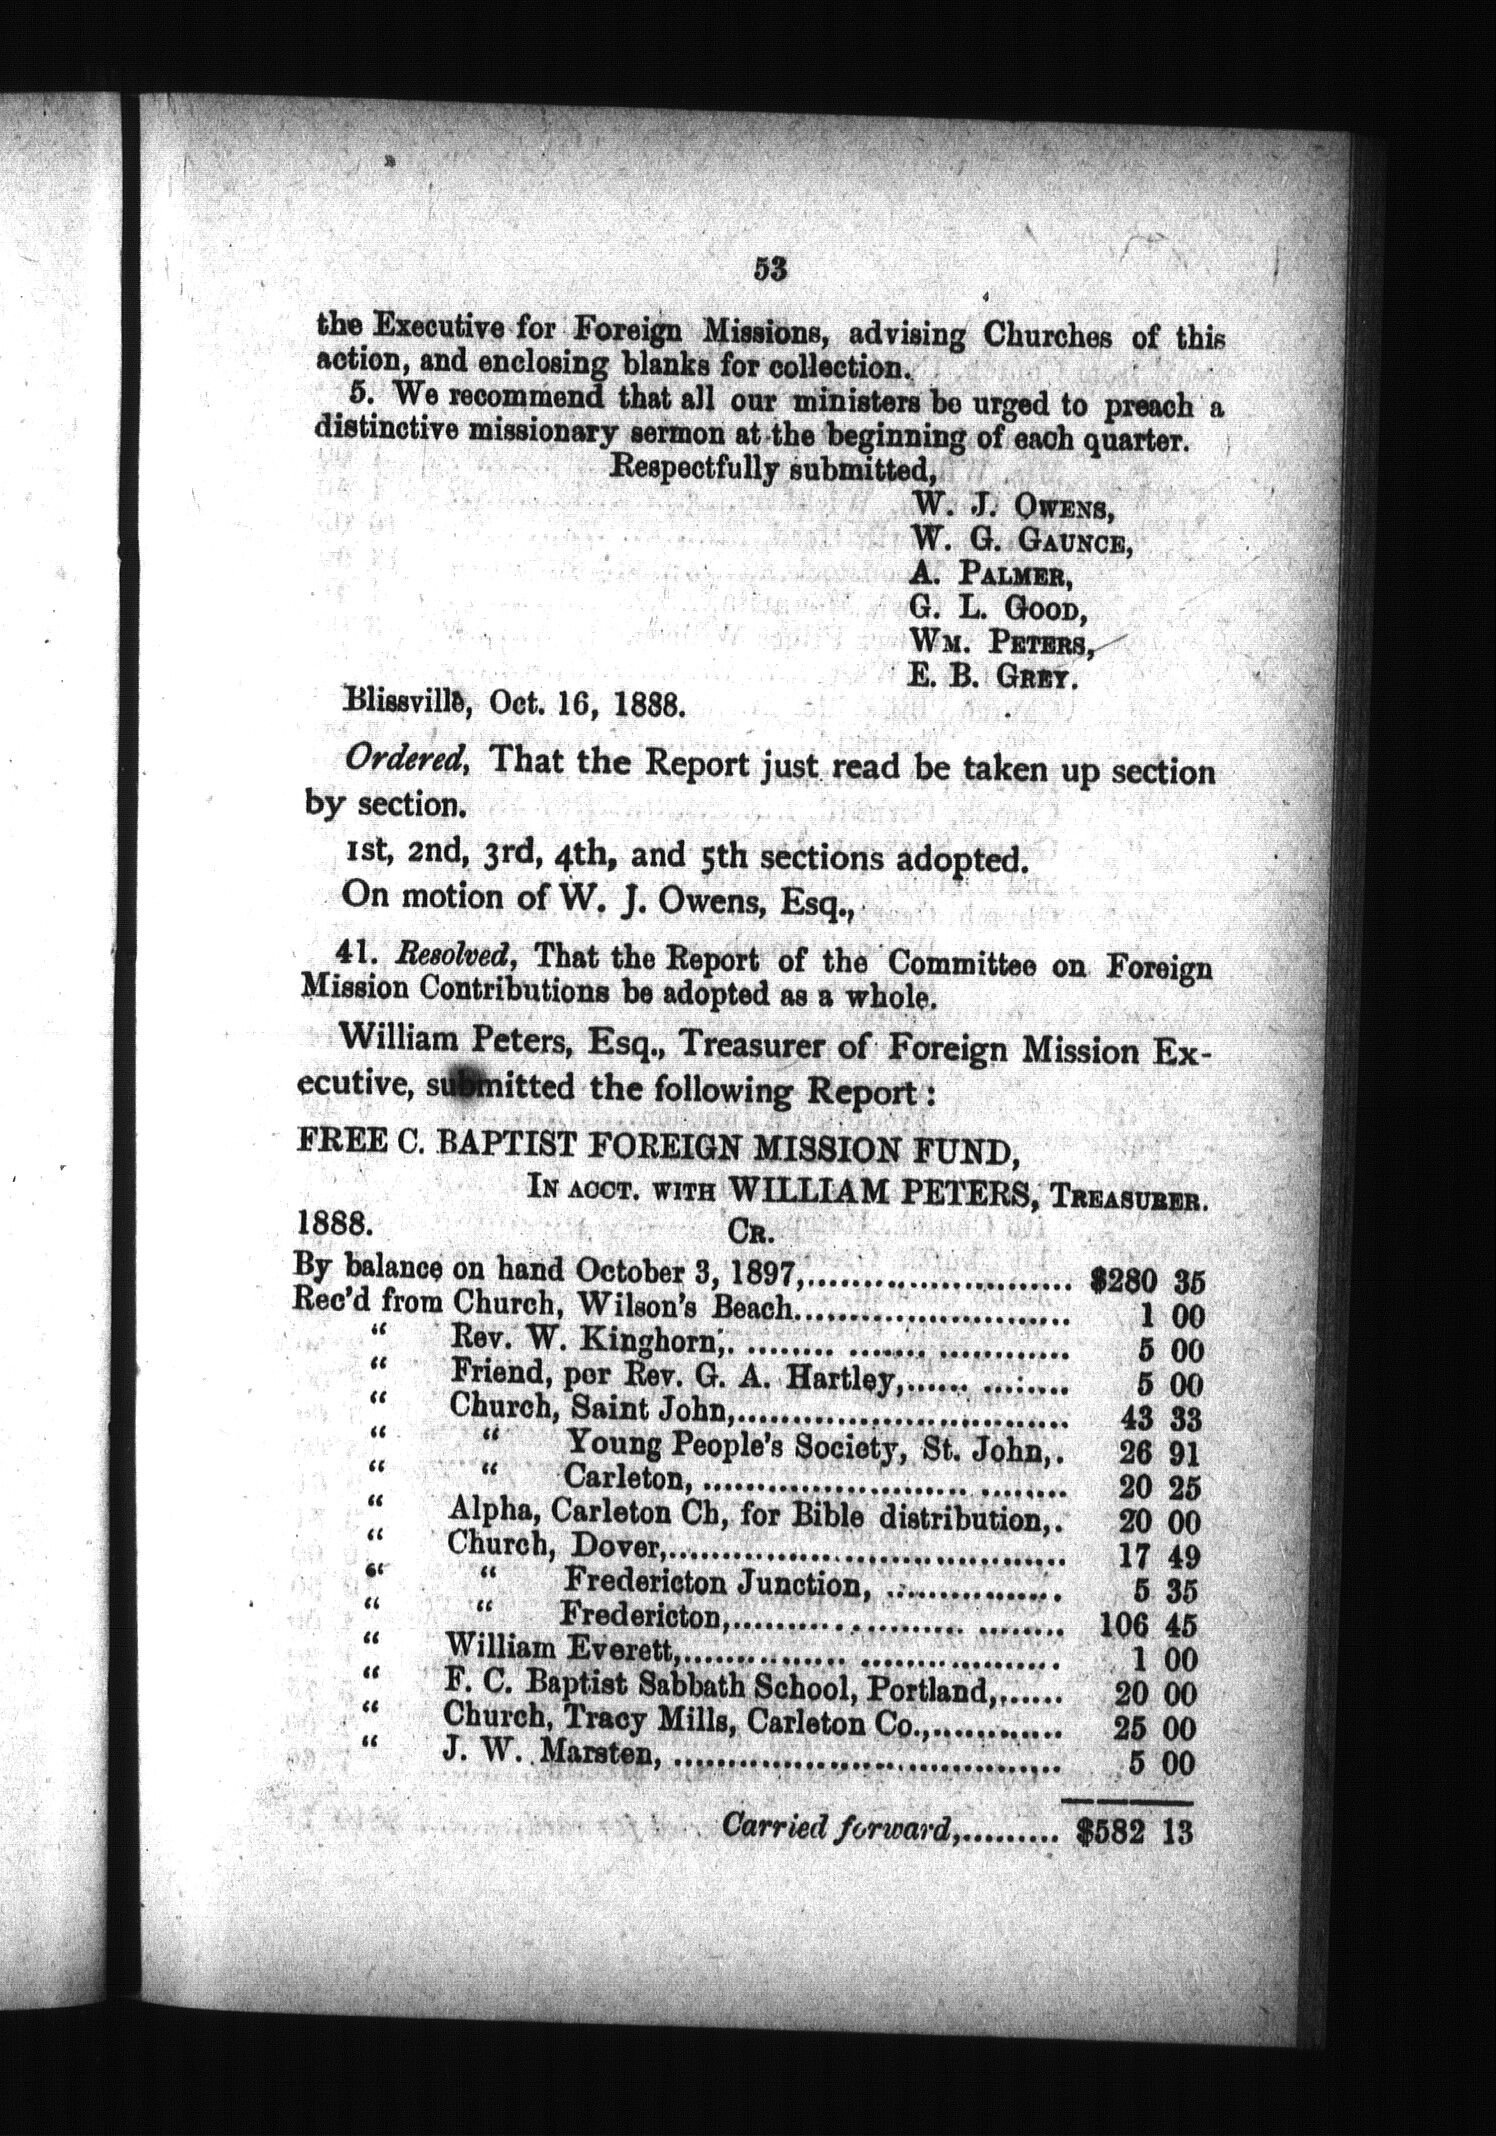 53
the Executive for Foreign Missions, advising Churches of this
action, and enclosing blanks for collection.
5. We recommend that all our ministers be urged to preach a
distinctive missionary sermon at the beginning of each quarter.
Respectfully submitted,
W. J. OWENS,
W. G. GAUNCE,
A. PALMER,
G. L. GOOD,
WM. PETERS,
E. B. GREY.
Blissville, Oct. 16, 1888.
Ordered, That the Report just read be taken up section
by section.
1st, 2nd, 3rd, 4th, and 5th sections adopted.
On motion of W. J. Owens, Esq.,
41. Resolved, That the Report of the Committee on Foreign
Mission Contributions be adopted as a whole.
William Peters, Esq., Treasurer of Foreign Mission Ex-
ecutive, submitted the following Report:
FREE C. BAPTIST FOREIGN MISSION FUND,
IN ACCT. WITH WILLIAM PETERS, TREASURER.
1888. CR.
By balance on hand October 3, 1897,........................ $280 35
Rec'd from Church, Wilson's Beach......................... 1 00
" Rev. W. Kinghorn,. ........ ....... ............ 5 00
" Friend, per Rev. G. A. Hartley,...... ........ 5 00
" Church, Saint John,.............................. 43 33
" " Young People's Society, St. John,. 26 91
" " Carleton, ........................ ........ 20 25
" Alpha, Carleton Ch, for Bible distribution,. 20 00
" Church, Dover,.................................... 17 49
" " Fredericton Junction, ................ 5 35
" " Fredericton,........... .......... ........ 106 45
" William Everett,............... .................. 1 00
" F. C. Baptist Sabbath School, Portland,...... 20 00
" Church, Tracy Mills, Carleton Co.,............ 25 00
" J. W. Marsten, ................................... 5 00
Carried forward,......... $582 13